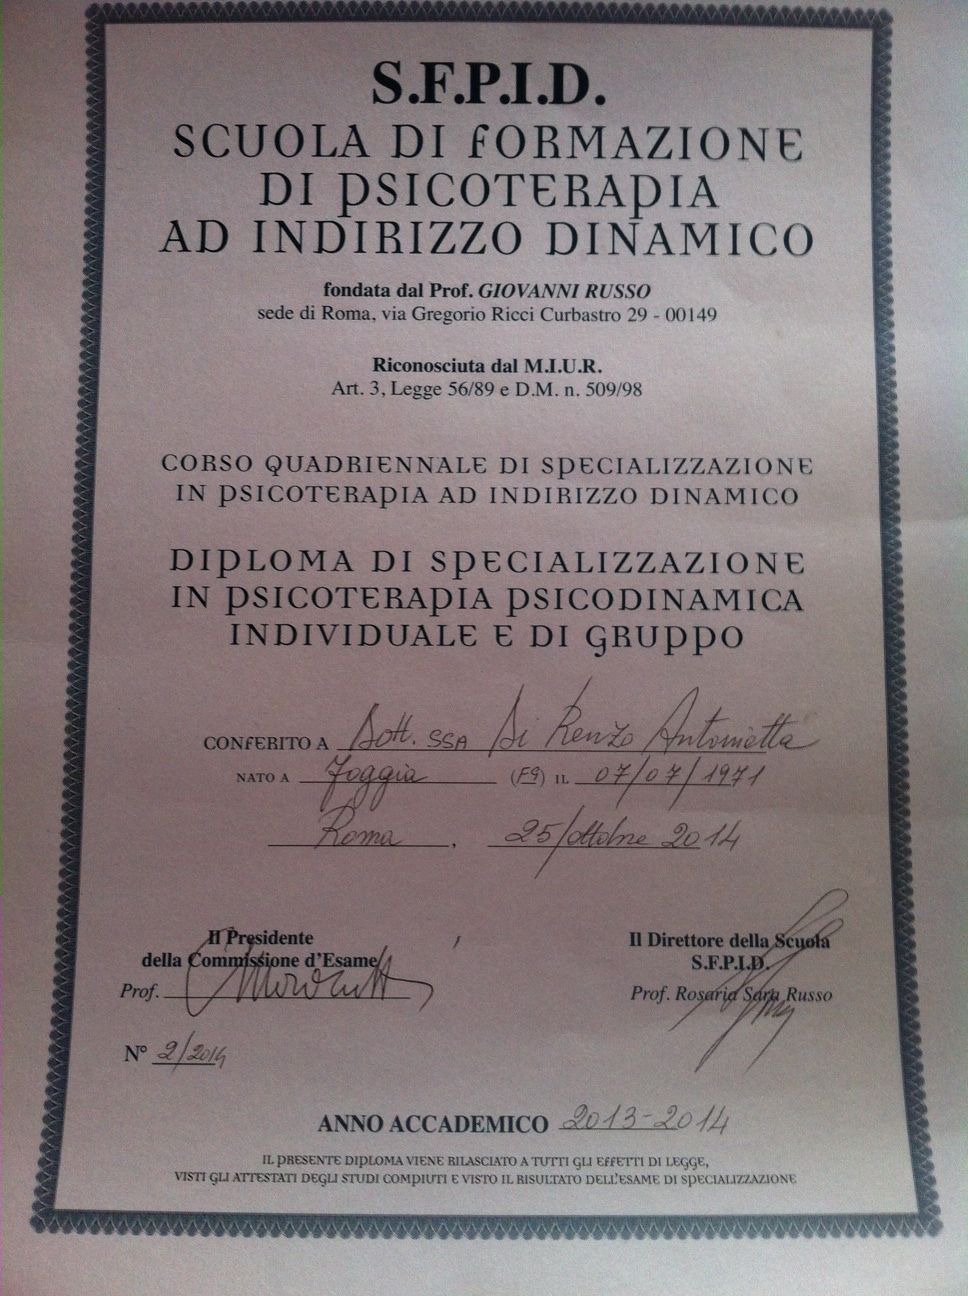 S.F.P.I.D.
SCUOLA DI FORMAZIONE
DI PSICOTERAPIA
AD INDIRIZZO DINAMICO
fondata dal Prof. GIOVANNI RUSSO
sede di Roma, via Gregorio Ricci Curbastro 29 - 00149
Riconosciuta dal M.I.U.R.
Art. 3, Legge 56/89 e D.M. n. 509/98
CORSO QUADRIENNALE DI SPECIALIZZAZIONE
IN PSICOTERAPIA AD INDIRIZZO DINAMICO
DIPLOMA DI SPECIALIZZAZIONE
IN PSICOTERAPIA PSICODINAMICA
INDIVIDUALE E DI GRUPPO
CONFERITO A Dott.ssa Di Renzo Antonietta
NATO A Foggia (FG) IL 07/07/1971
Roma, 25/ottobre 2014
Il Presidente
della Commissione d'Esame
Prof.
Il Direttore della Scuola
S.F.P.I.D.
Prof. Rosaria Sara Russo
N° 2/2014
ANNO ACCADEMICO 2013-2014
IL PRESENTE DIPLOMA VIENE RILASCIATO A TUTTI GLI EFFETTI DI LEGGE,
VISTI GLI ATTESTATI DEGLI STUDI COMPIUTI E VISTO IL RISULTATO DELL'ESAME DI SPECIALIZZAZIONE